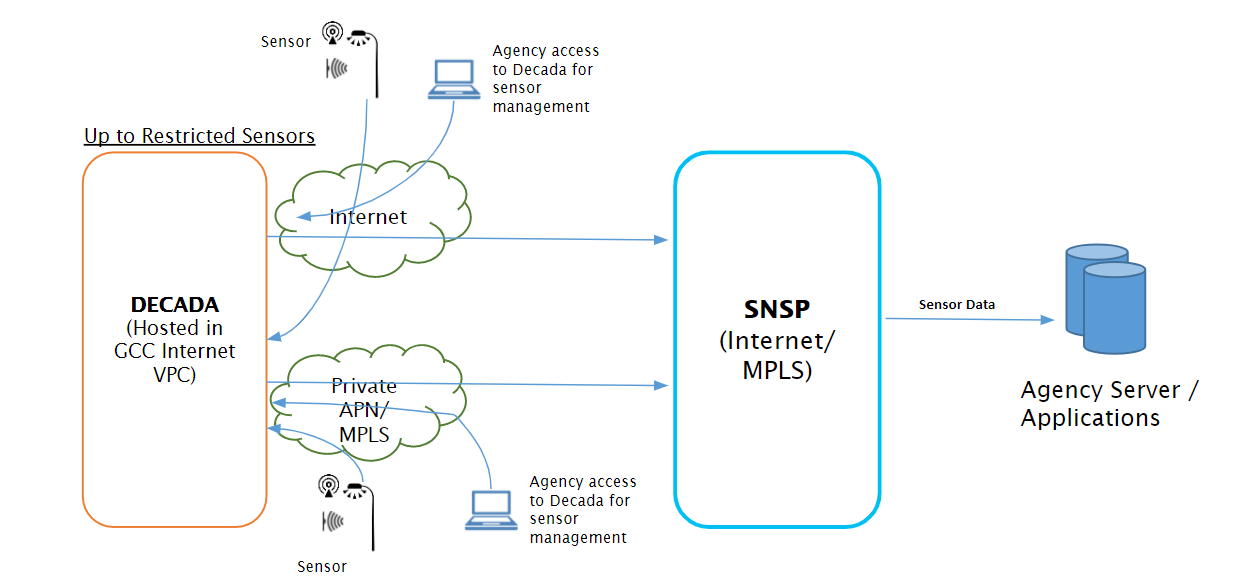 Sensor
Agency access
to Decada for
sensor
management
Up to Restricted Sensors
Internet
DECADA
(Hosted in
GCC Internet
VPC)
SNSP
(Internet/
MPLS)
Sensor Data
Agency Server /
Applications
Private
APN/
MPLS
Agency access
to Decada for
sensor
management
Sensor